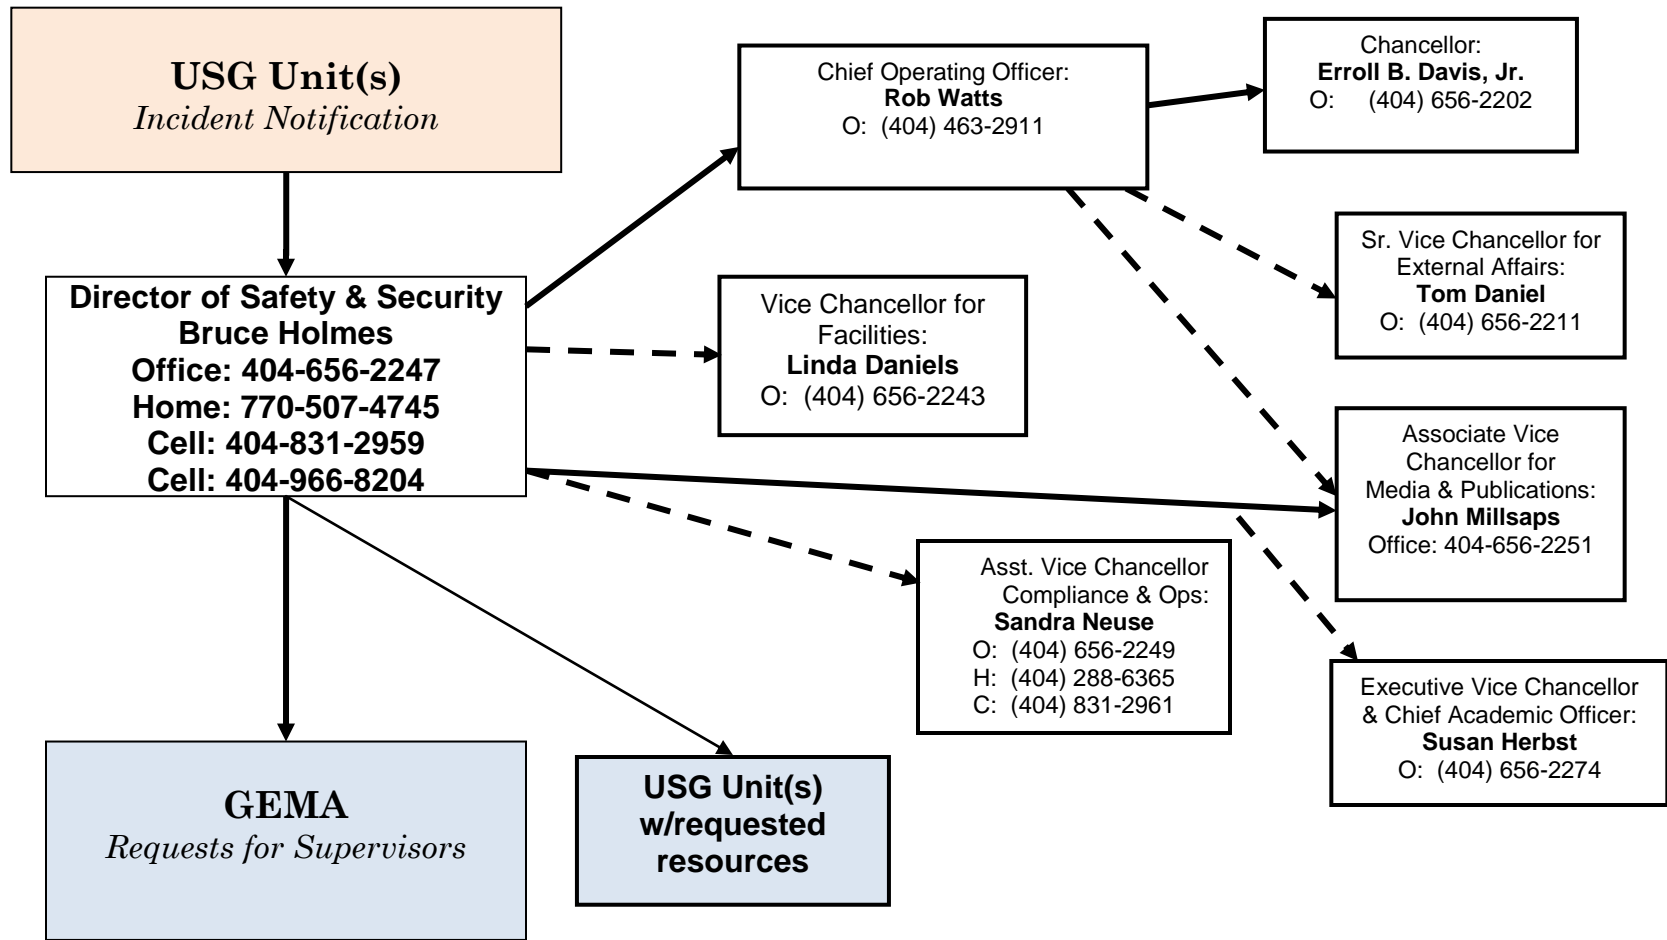 USG Unit(s)
Incident Notification
Chief Operating Officer:
Rob Watts
O: (404) 463-2911
Chancellor:
Erroll B. Davis, Jr.
O: (404) 656-2202
Sr. Vice Chancellor for
External Affairs:
Tom Daniel
O: (404) 656-2211
Director of Safety & Security
Bruce Holmes
Office: 404-656-2247
Home: 770-507-4745
Cell: 404-831-2959
Cell: 404-966-8204
Vice Chancellor for
Facilities:
Linda Daniels
O: (404) 656-2243
Associate Vice
Chancellor for
Media & Publications:
John Millsaps
Office: 404-656-2251
Asst. Vice Chancellor
Compliance & Ops:
Sandra Neuse
O: (404) 656-2249
H: (404) 288-6365
C: (404) 831-2961
Executive Vice Chancellor
& Chief Academic Officer:
Susan Herbst
O: (404) 656-2274
GEMA
Requests for Supervisors
USG Unit(s)
w/requested
resources